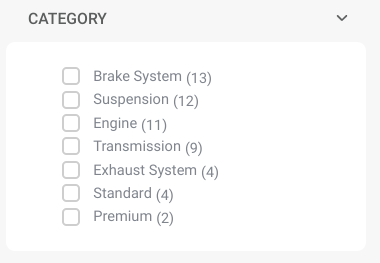 CATEGORY
Brake System (13)
Suspension (12)
Engine (11)
Transmission (9)
Exhaust System (4)
Standard (4)
Premium (2)